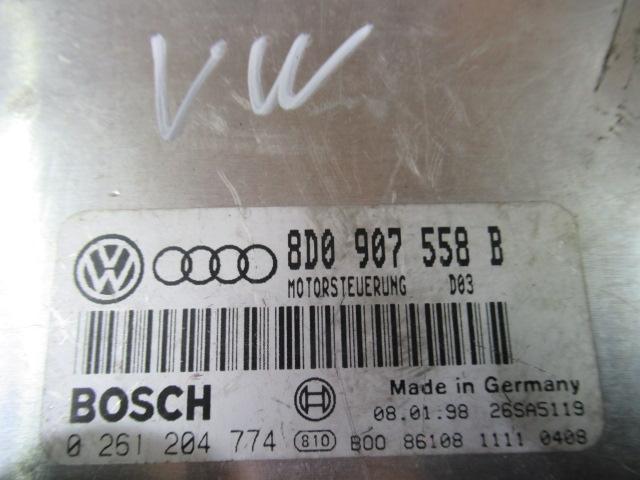 VW
8D0 907 558 B
MOTORSTEUERUNG D03
BOSCH
Made in Germany
08.01.98 26SA5119
0 261 204 774 810 B00 86108 1111 0408